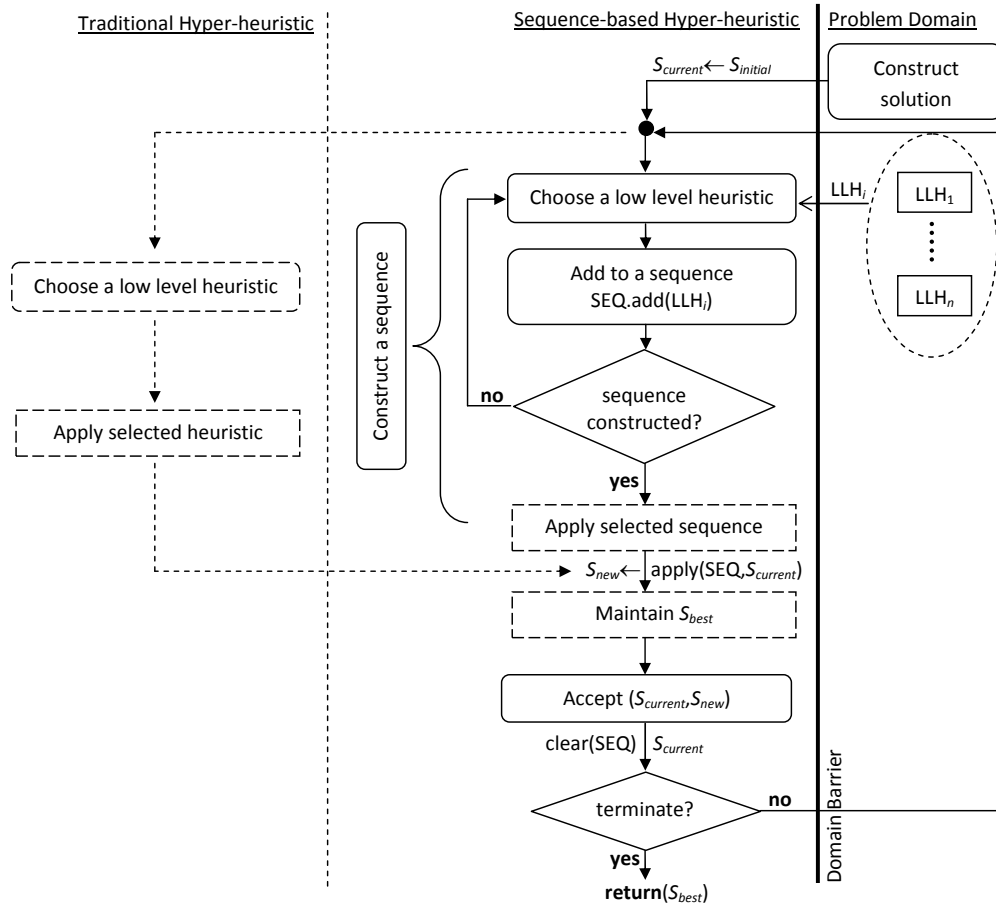 Traditional Hyper-heuristic
Sequence-based Hyper-heuristic
Problem Domain
S_current← S_initial
Construct
solution
Choose a low level heuristic
LLH_i
LLH_1
LLH_n
Add to a sequence
SEQ.add(LLH_i)
Construct a sequence
Choose a low level heuristic
Apply selected heuristic
no
sequence
constructed?
yes
Apply selected sequence
S_new← apply(SEQ,S_current)
Maintain S_best
Accept (S_current,S_new)
clear(SEQ) S_current
terminate?
no
yes
return(S_best)
Domain Barrier